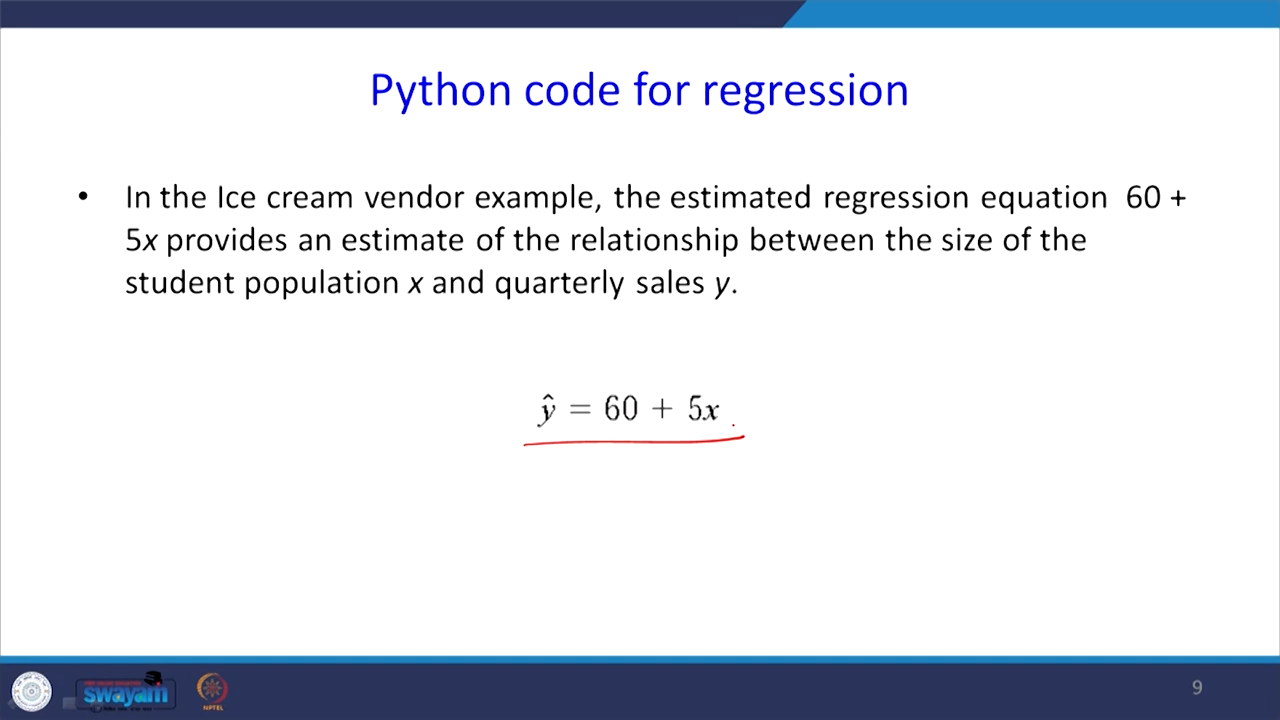 Python code for regression
• In the Ice cream vendor example, the estimated regression equation 60 +
5x provides an estimate of the relationship between the size of the
student population x and quarterly sales y.
ŷ = 60 + 5x
swayam
NPTEL
9